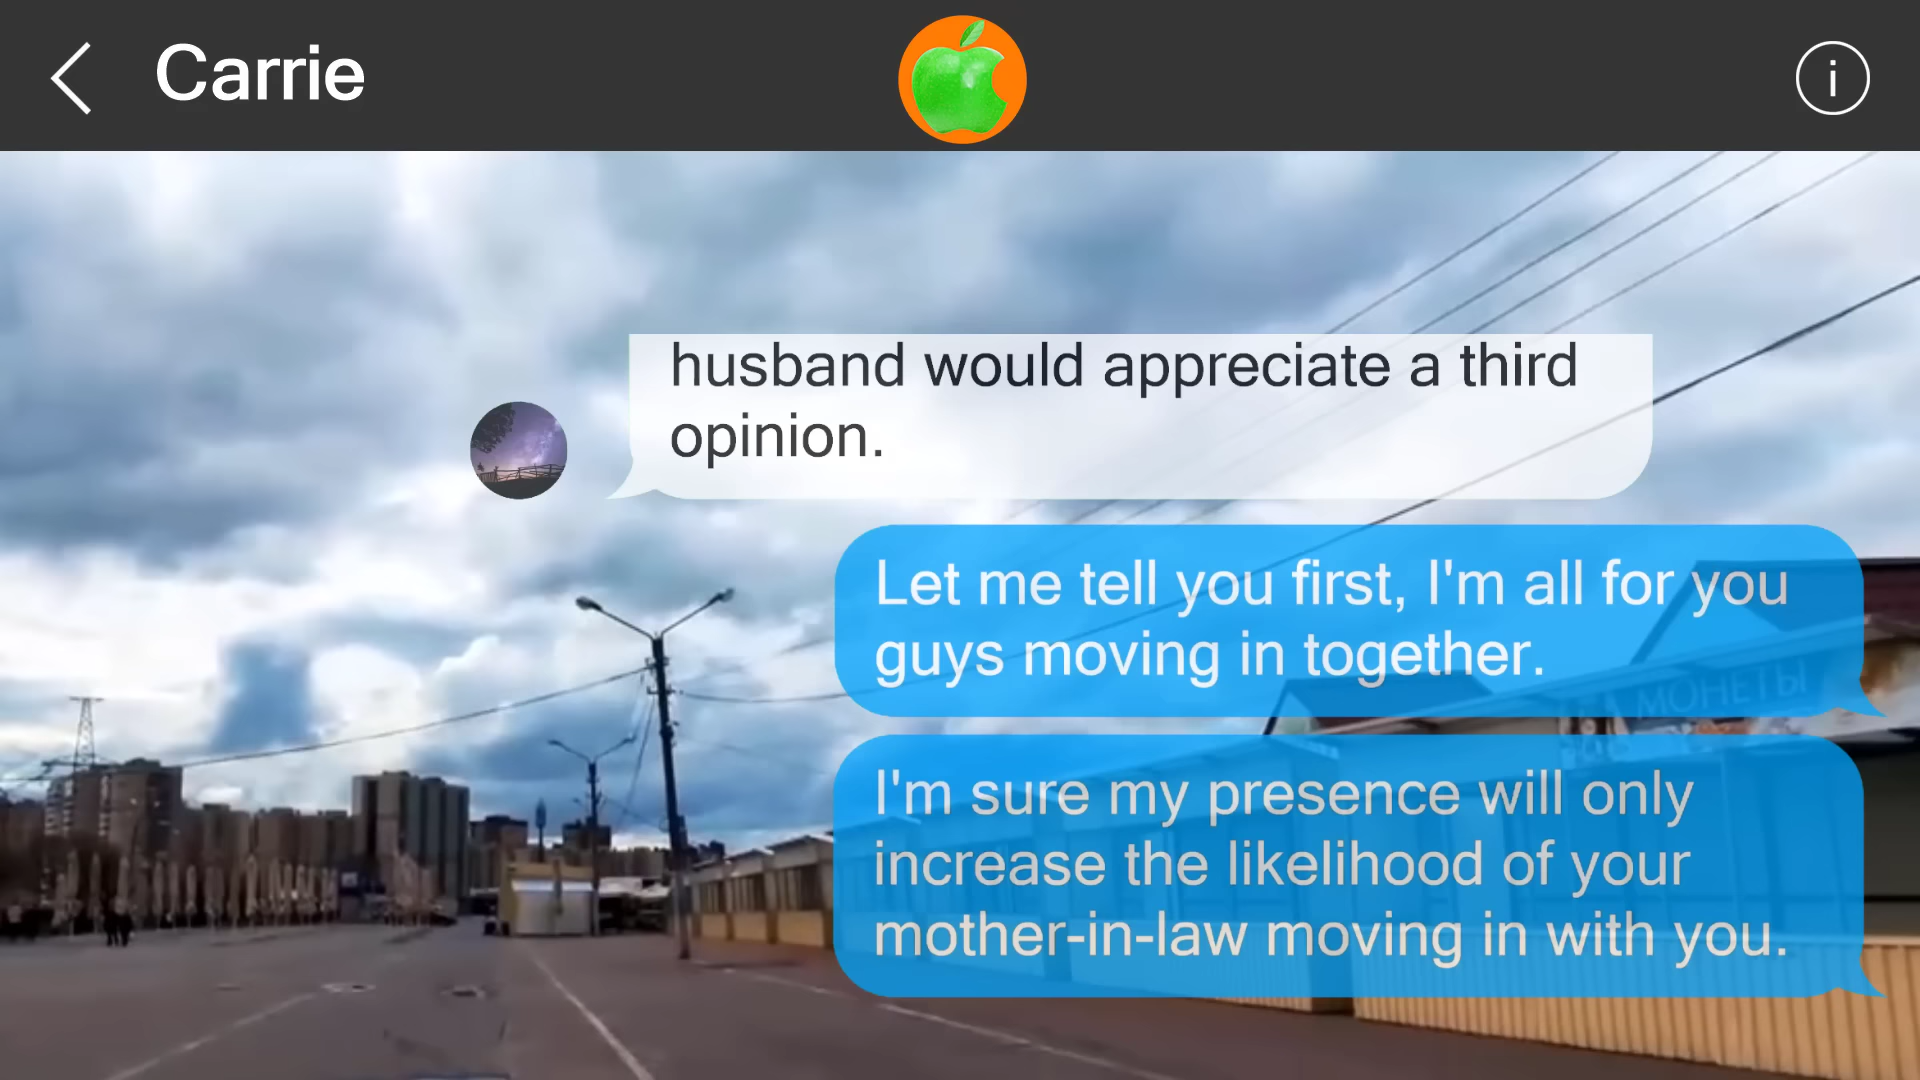 Carrie
i
husband would appreciate a third
opinion.
Let me tell you first, I'm all for you
guys moving in together.
МОНЕТЫ
I'm sure my presence will only
increase the likelihood of your
mother-in-law moving in with you.